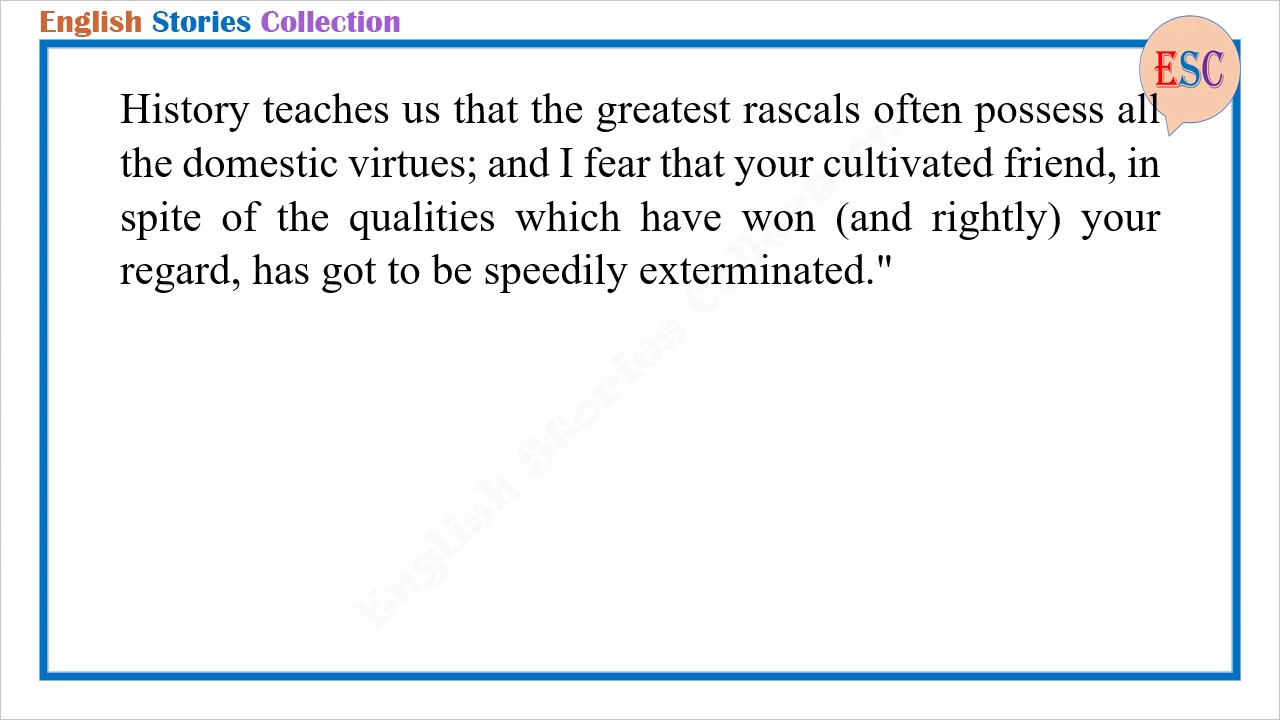 English Stories Collection
ESC
History teaches us that the greatest rascals often possess all
the domestic virtues; and I fear that your cultivated friend, in
spite of the qualities which have won (and rightly) your
regard, has got to be speedily exterminated."
English Stories Collection